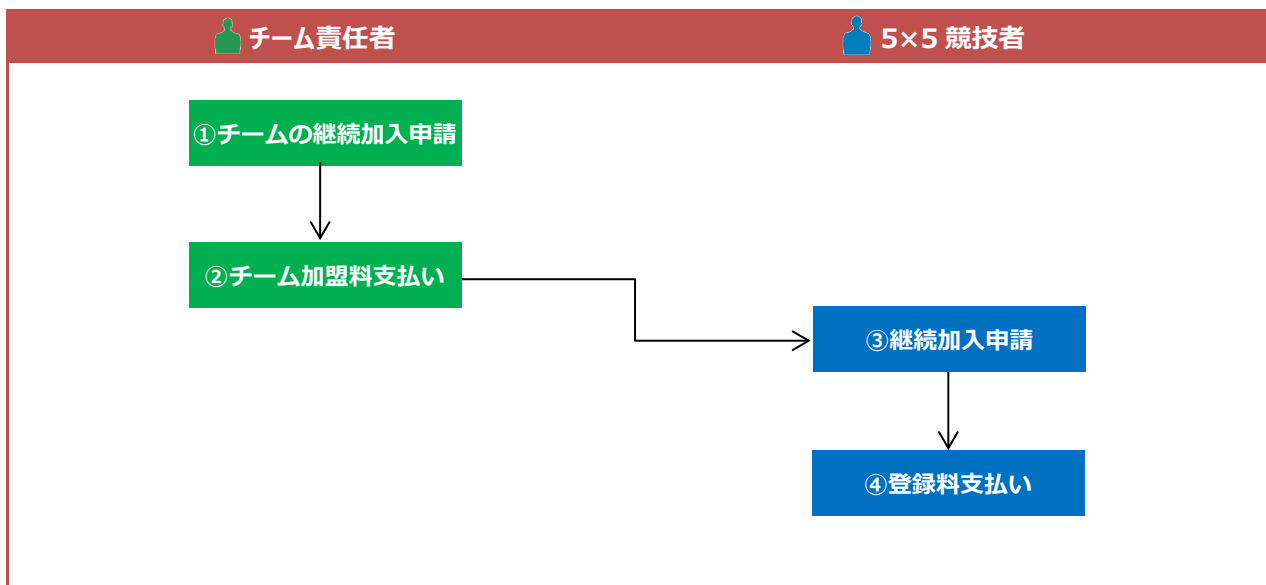 チーム責任者
5×5 競技者
①チームの継続加入申請
②チーム加盟料支払い
③継続加入申請
④登録料支払い